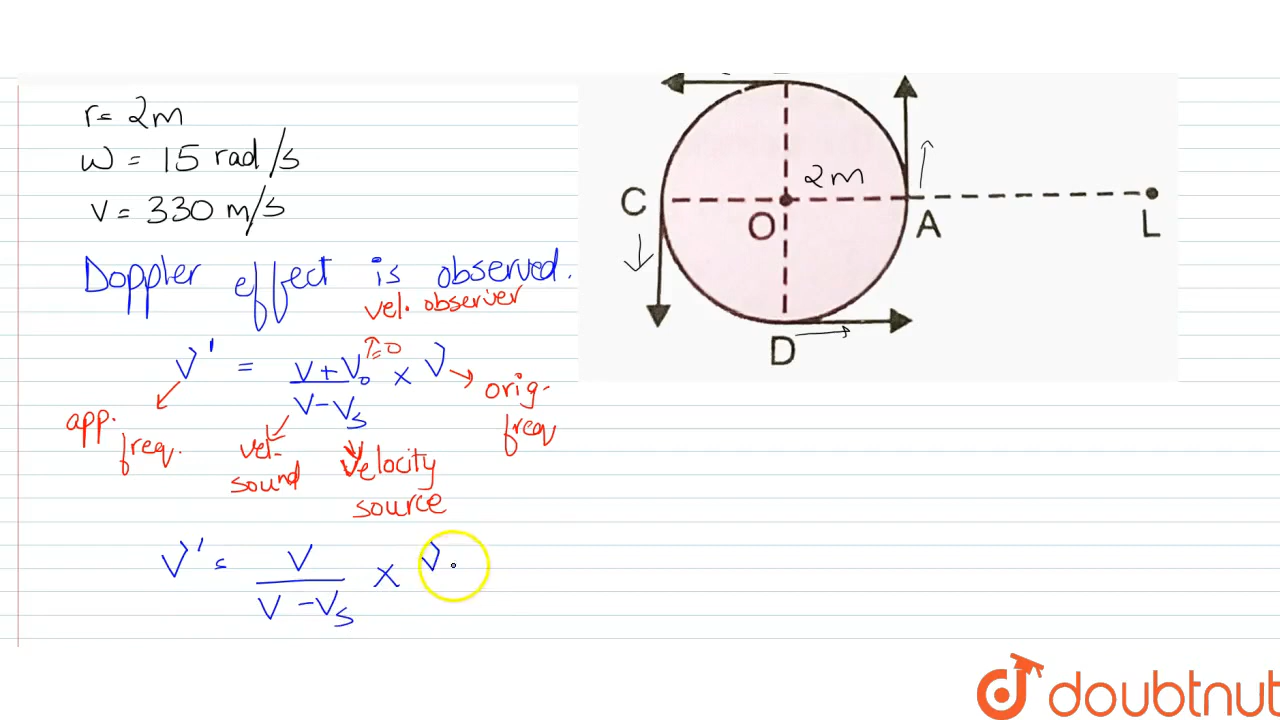 r= 2m
ω = 15 rad/s
v = 330 m/s
Doppler effect is observed.
vel. observer
ν' = v + v₀ / v - vₛ × ν
↑=0
app. freq.
vel- sound
velocity source
orig- freq
ν' = v / v - vₛ × ν.
2m
C
O
A
L
D
doubtnut